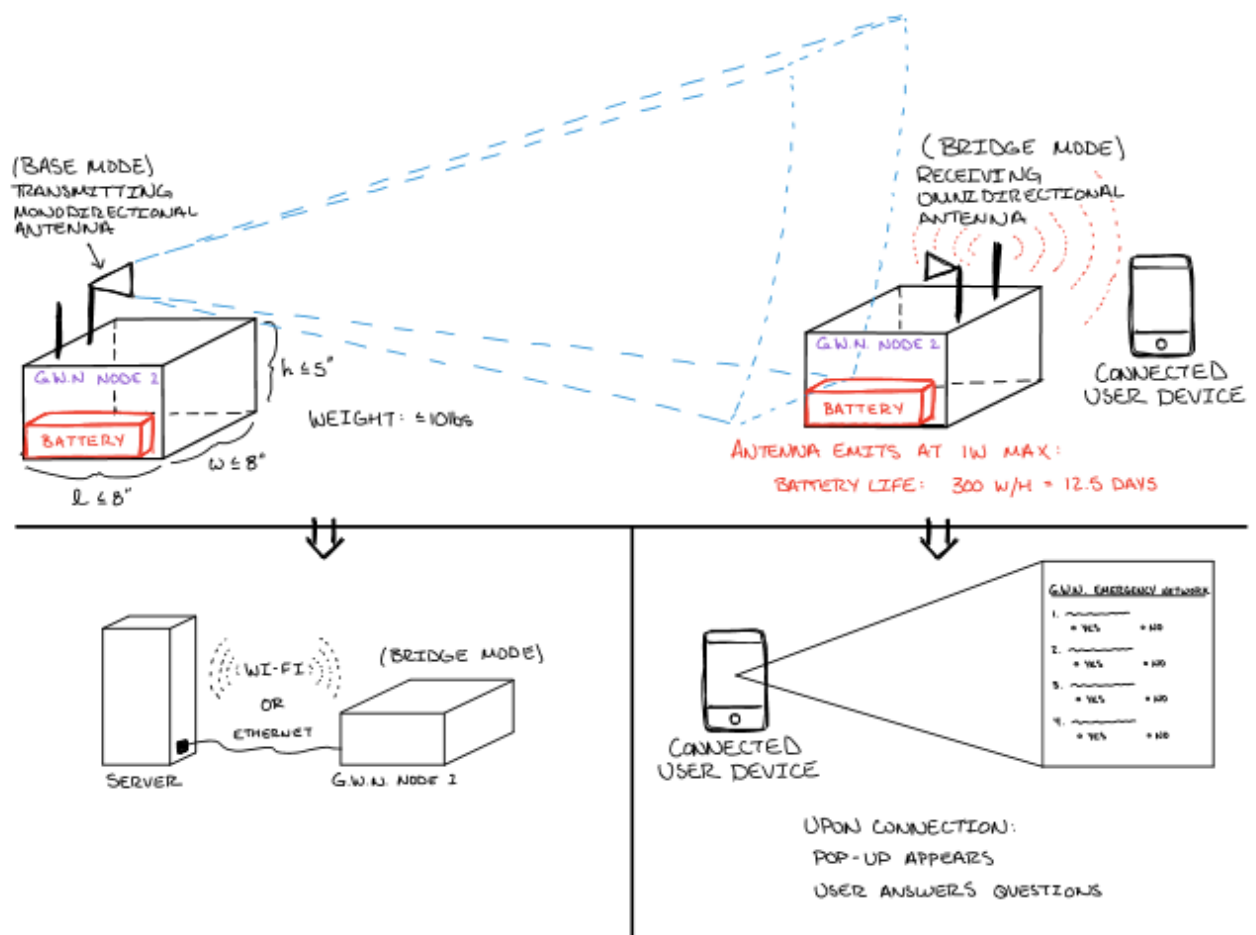 (BASE MODE)
TRANSMITTING
MONODIRECTIONAL
ANTENNA
(BRIDGE MODE)
RECEIVING
OMNIDIRECTIONAL
ANTENNA
G.W.N NODE 2
BATTERY
h ≤ 5"
w ≤ 8"
l ≤ 8"
WEIGHT: ≤10lbs
G.W.N. NODE 2
BATTERY
CONNECTED
USER DEVICE
ANTENNA EMITS AT 1W MAX:
BATTERY LIFE: 300 W/H = 12.5 DAYS
WI-FI
OR
ETHERNET
(BRIDGE MODE)
SERVER
G.W.N. NODE 1
CONNECTED
USER DEVICE
G.W.N. EMERGENCY NETWORK
1.
YES NO
2.
YES NO
3.
YES NO
4.
YES NO
UPON CONNECTION:
POP-UP APPEARS
USER ANSWERS QUESTIONS